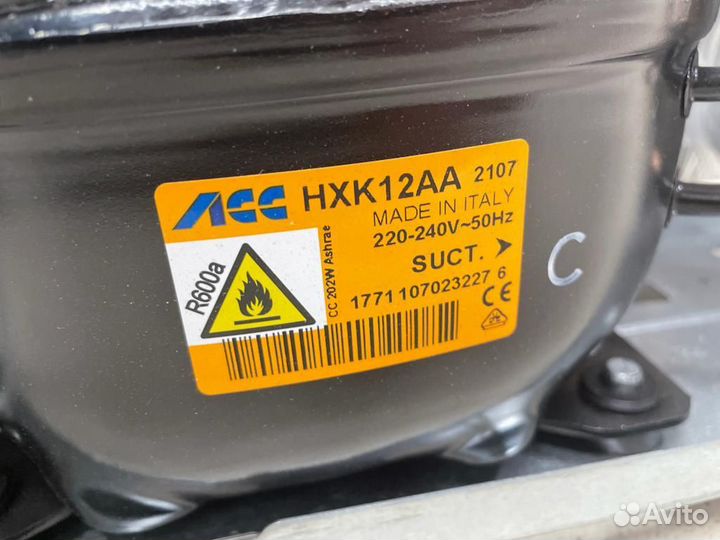 ACC HXK12AA 2107
MADE IN ITALY
220-240V~50Hz
SUCT. ➤
R600a
CC 202W Ashrae
1771 107023227 6
CE
C
Avito